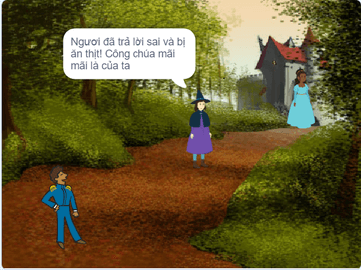 Ngươi đã trả lời sai và bị
ăn thịt! Công chúa mãi
mãi là của ta